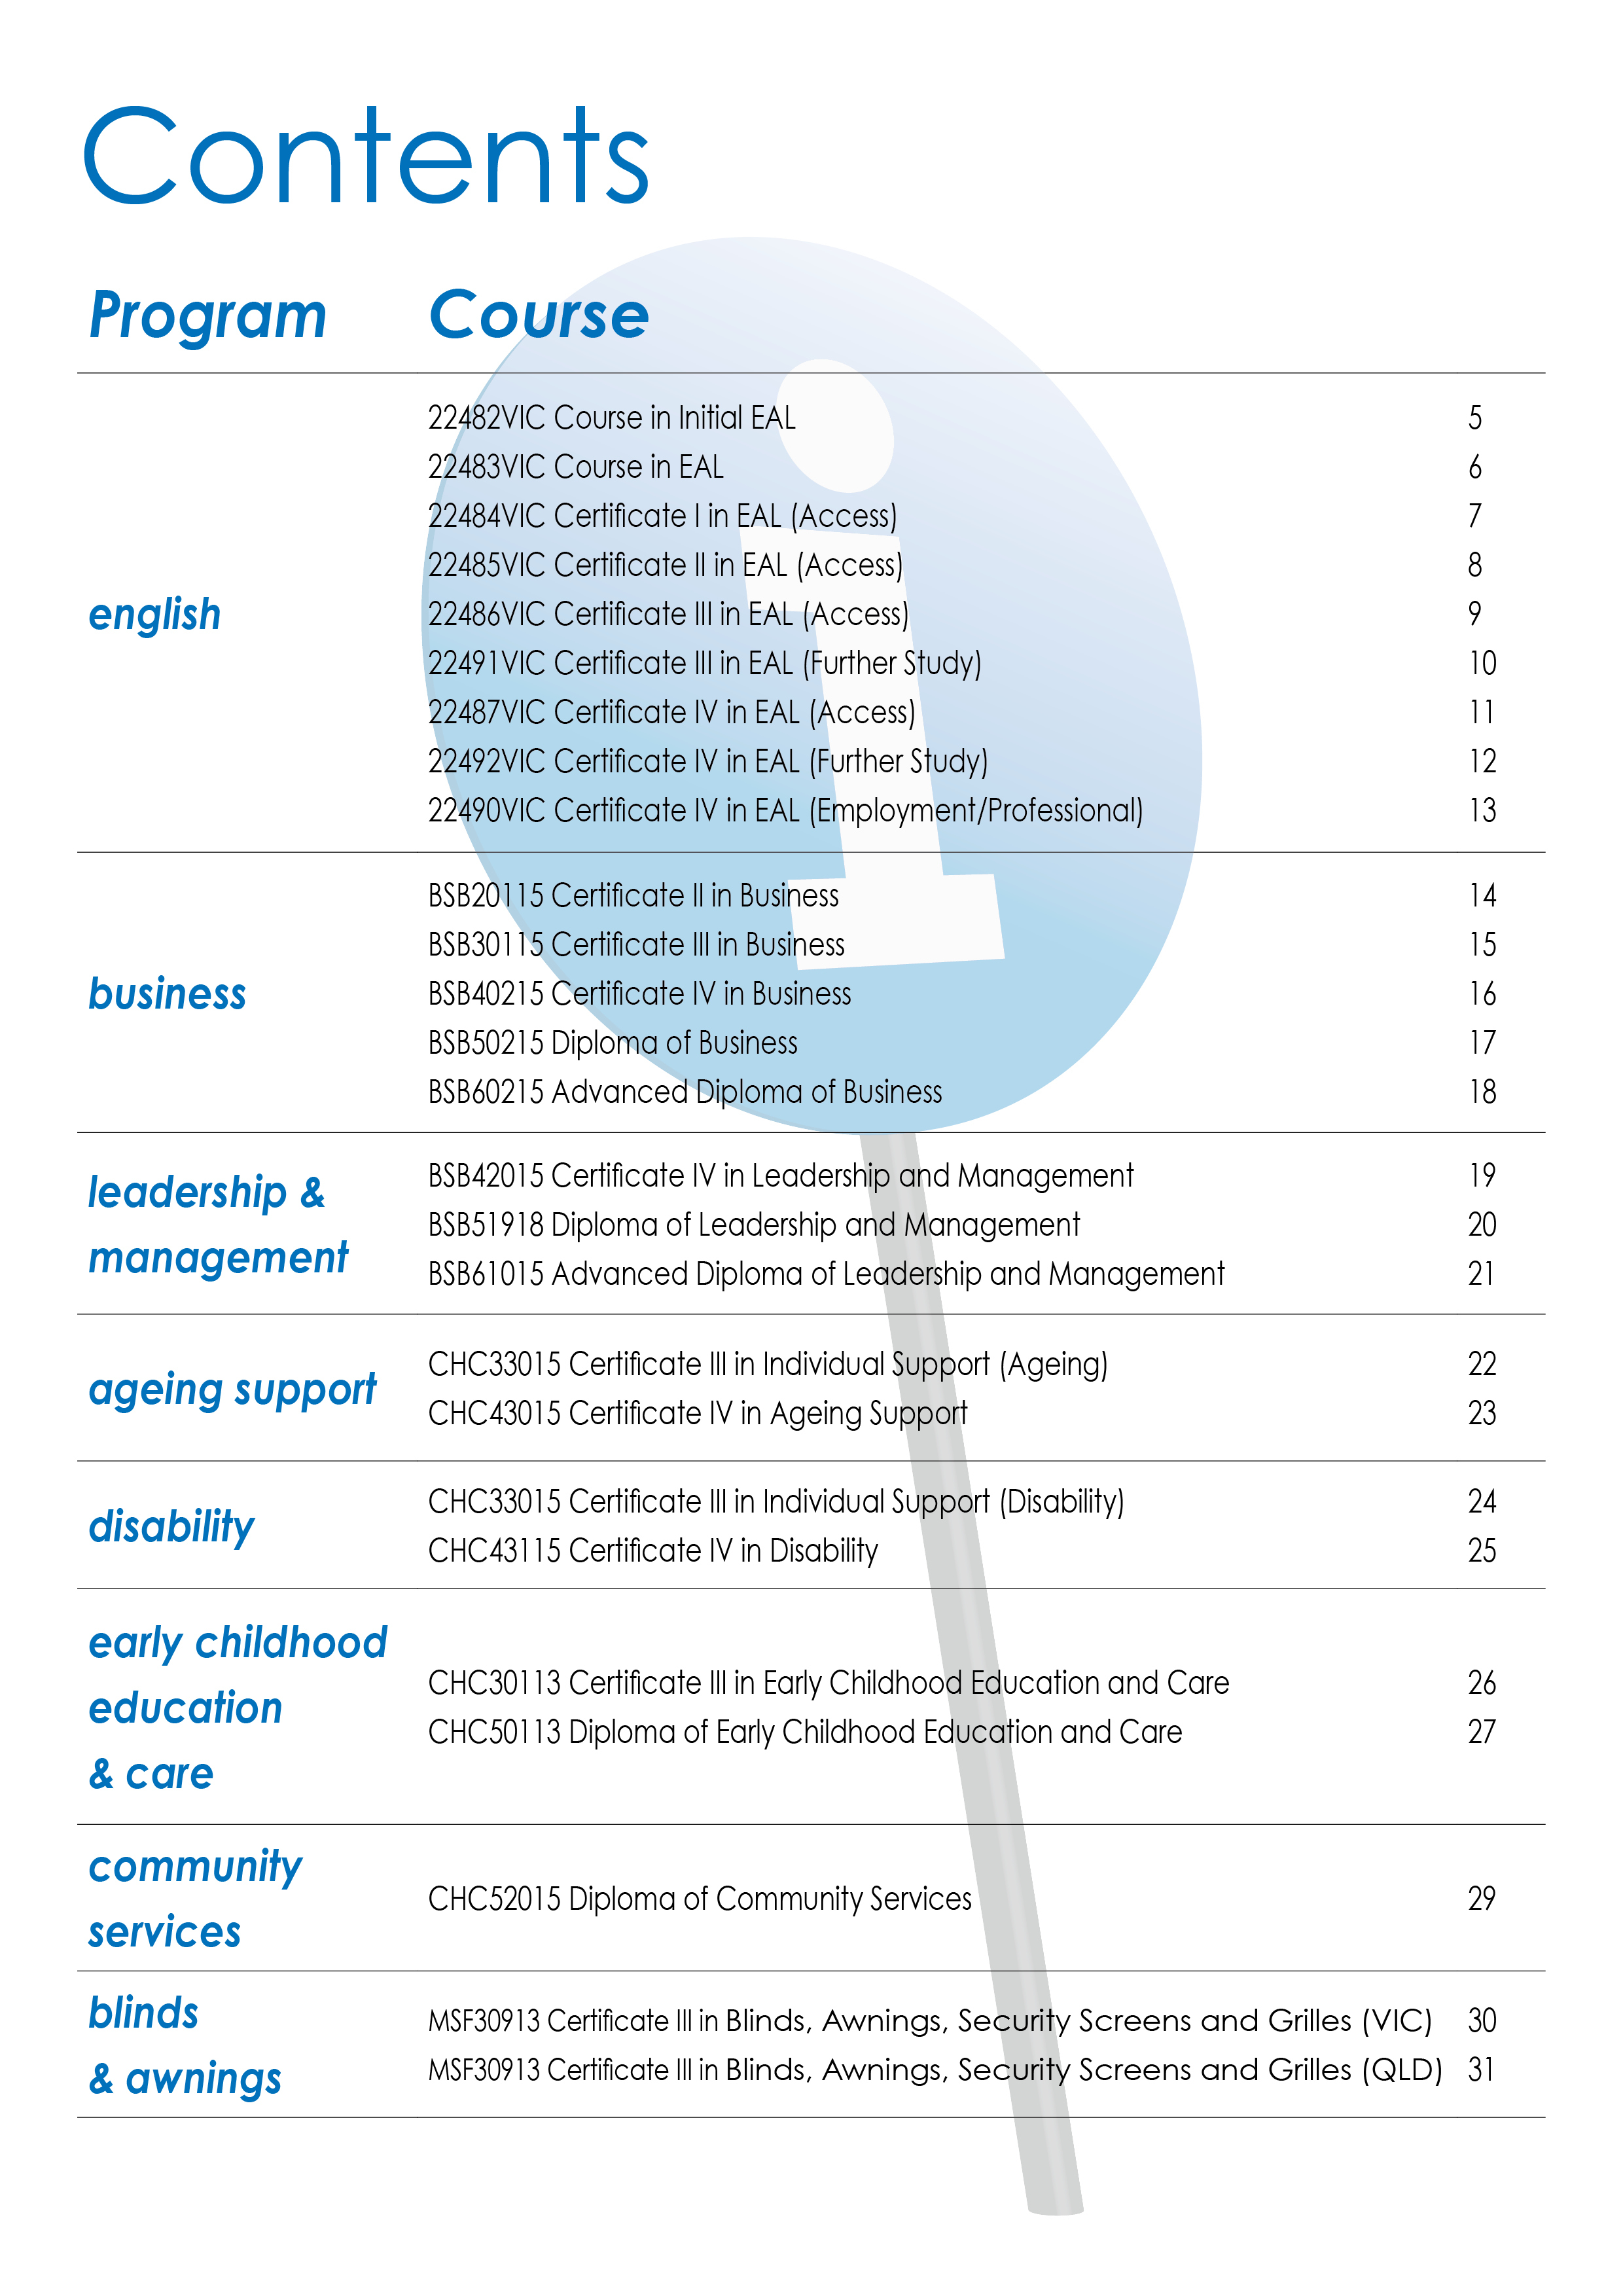 Contents
Program Course
english
22482VIC Course in Initial EAL 5
22483VIC Course in EAL 6
22484VIC Certificate I in EAL (Access) 7
22485VIC Certificate II in EAL (Access) 8
22486VIC Certificate III in EAL (Access) 9
22491VIC Certificate III in EAL (Further Study) 10
22487VIC Certificate IV in EAL (Access) 11
22492VIC Certificate IV in EAL (Further Study) 12
22490VIC Certificate IV in EAL (Employment/Professional) 13
business
BSB20115 Certificate II in Business 14
BSB30115 Certificate III in Business 15
BSB40215 Certificate IV in Business 16
BSB50215 Diploma of Business 17
BSB60215 Advanced Diploma of Business 18
leadership &
management
BSB42015 Certificate IV in Leadership and Management 19
BSB51918 Diploma of Leadership and Management 20
BSB61015 Advanced Diploma of Leadership and Management 21
ageing support
CHC33015 Certificate III in Individual Support (Ageing) 22
CHC43015 Certificate IV in Ageing Support 23
disability
CHC33015 Certificate III in Individual Support (Disability) 24
CHC43115 Certificate IV in Disability 25
early childhood
education
& care
CHC30113 Certificate III in Early Childhood Education and Care 26
CHC50113 Diploma of Early Childhood Education and Care 27
community
services
CHC52015 Diploma of Community Services 29
blinds
& awnings
MSF30913 Certificate III in Blinds, Awnings, Security Screens and Grilles (VIC) 30
MSF30913 Certificate III in Blinds, Awnings, Security Screens and Grilles (QLD) 31